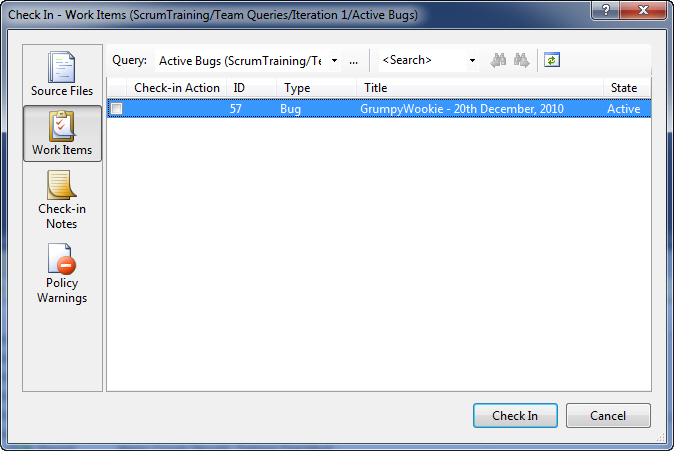 Check In - Work Items (ScrumTraining/Team Queries/Iteration 1/Active Bugs)
Source Files
Work Items
Check-in
Notes
Policy
Warnings
Query: Active Bugs (ScrumTraining/Te ... <Search>
Check-in Action ID Type Title State
57 Bug GrumpyWookie - 20th December, 2010 Active
Check In Cancel